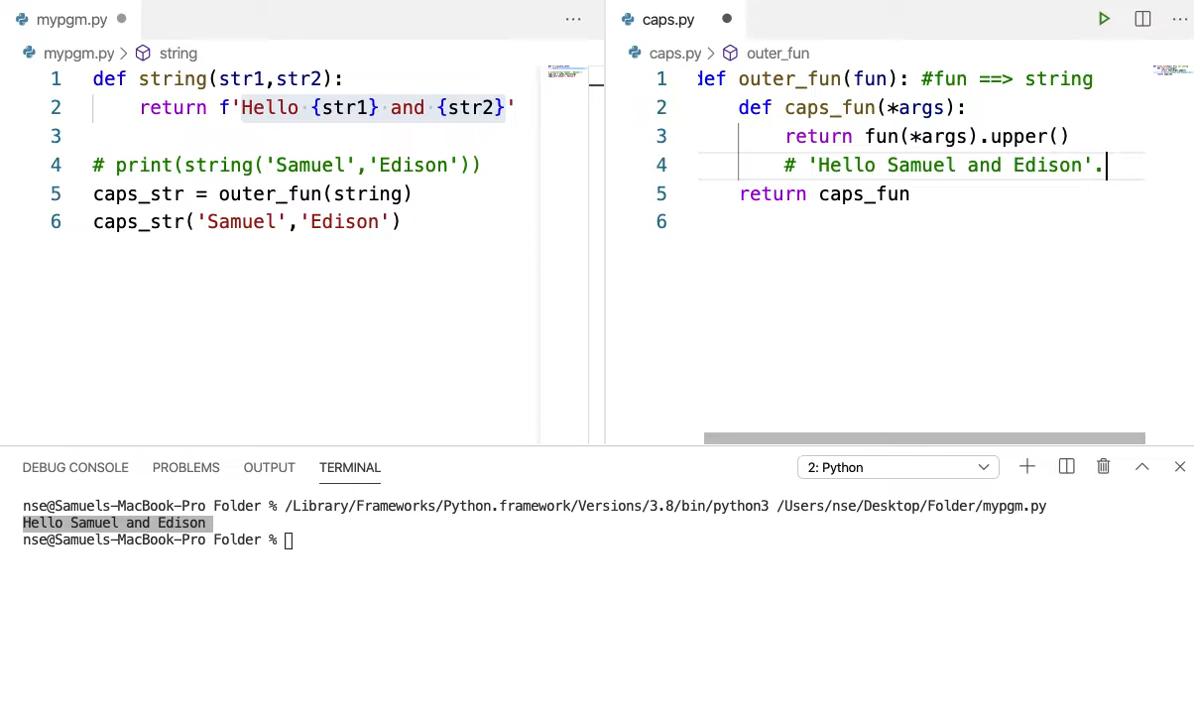 mypgm.py
mypgm.py string
1 def string(str1,str2):
2 return f'Hello {str1} and {str2}'
3
4 # print(string('Samuel','Edison'))
5 caps_str = outer_fun(string)
6 caps_str('Samuel','Edison')
caps.py
caps.py outer_fun
1 def outer_fun(fun): #fun ==> string
2 def caps_fun(*args):
3 return fun(*args).upper()
4 # 'Hello Samuel and Edison'.
5 return caps_fun
6
DEBUG CONSOLE PROBLEMS OUTPUT TERMINAL 2: Python
nse@Samuels-MacBook-Pro Folder % /Library/Frameworks/Python.framework/Versions/3.8/bin/python3 /Users/nse/Desktop/Folder/mypgm.py
Hello Samuel and Edison
nse@Samuels-MacBook-Pro Folder %